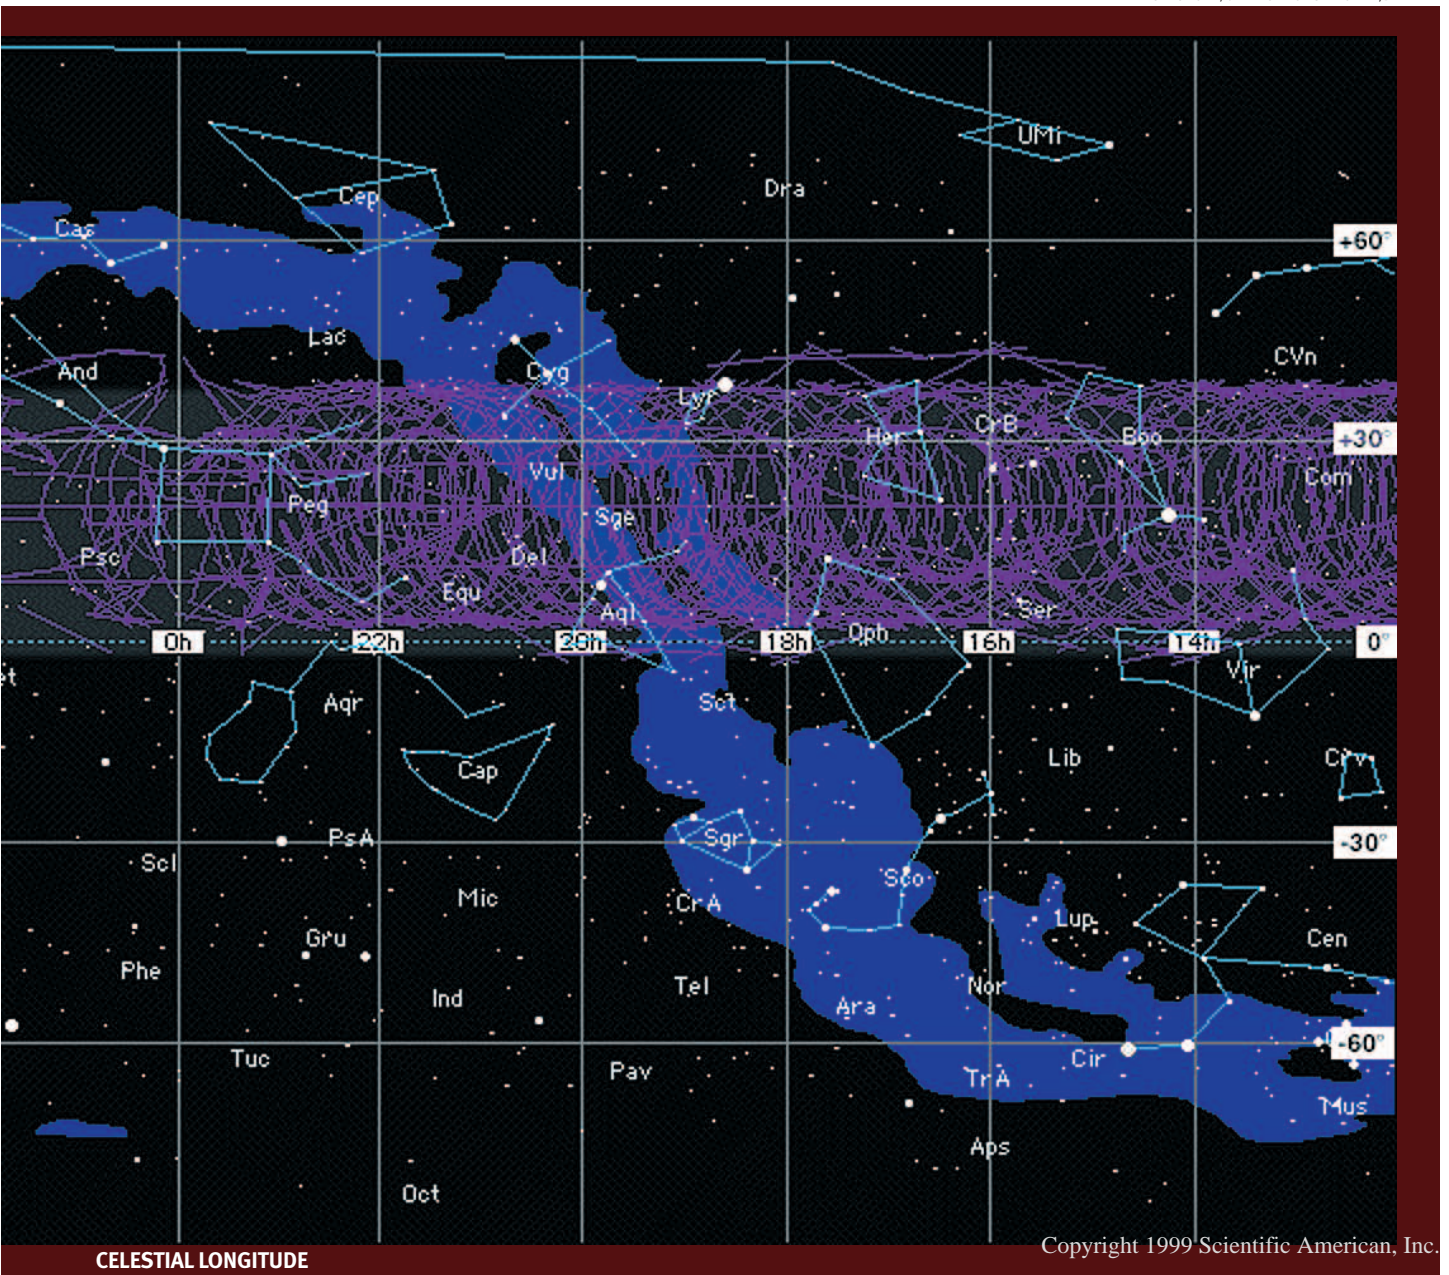 UMi
Dra
Cep
Cas
+60°
Lac
CVn
And
Cyg
Lyr
Her
CrB
Boo
+30°
Vul
Com
Peg
Sge
Psc
Del
Equ
Aql
Ser
Oph
0h
22h
20h
18h
16h
14h
0°
Vir
Aqr
Sct
Lib
Crv
Cap
PsA
Sgr
-30°
Scl
Sco
Mic
CrA
Lup
Gru
Cen
Phe
Tel
Nor
Ind
Ara
-60°
Tuc
Cir
Pav
TrA
Mus
Aps
Oct
Copyright 1999 Scientific American, Inc.
CELESTIAL LONGITUDE